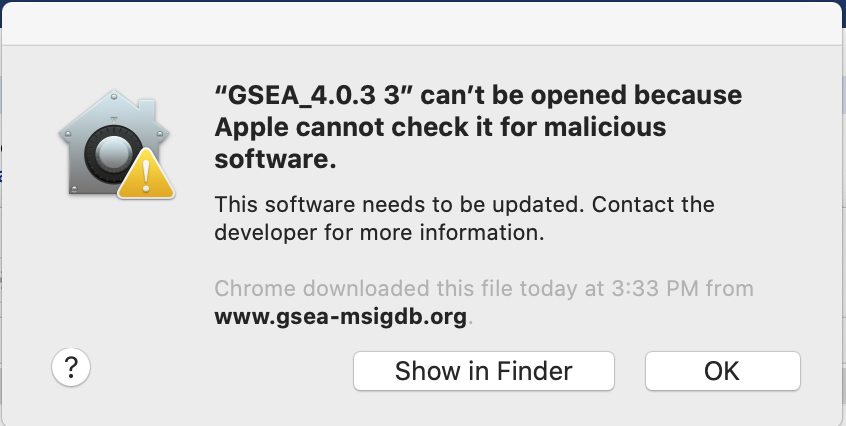 “GSEA_4.0.3 3” can’t be opened because
Apple cannot check it for malicious
software.
This software needs to be updated. Contact the
developer for more information.
Chrome downloaded this file today at 3:33 PM from
www.gsea-msigdb.org.
?
Show in Finder
OK